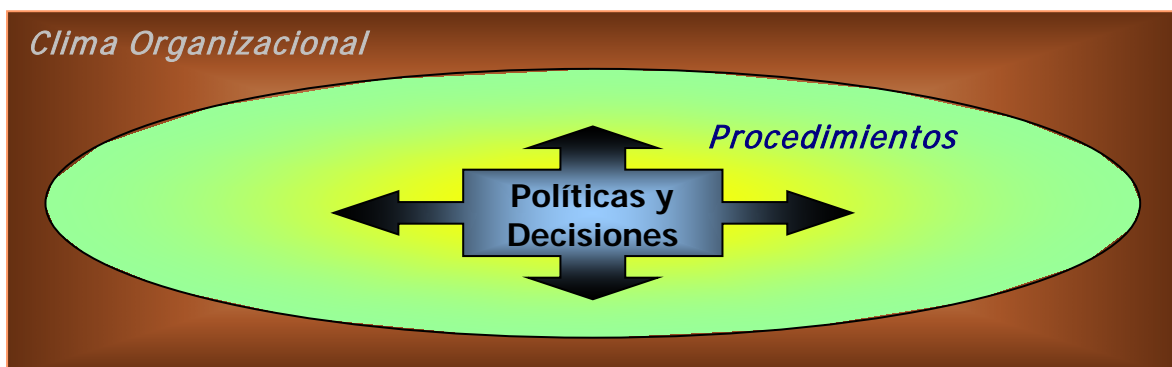 Clima Organizacional
Procedimientos
Políticas y
Decisiones